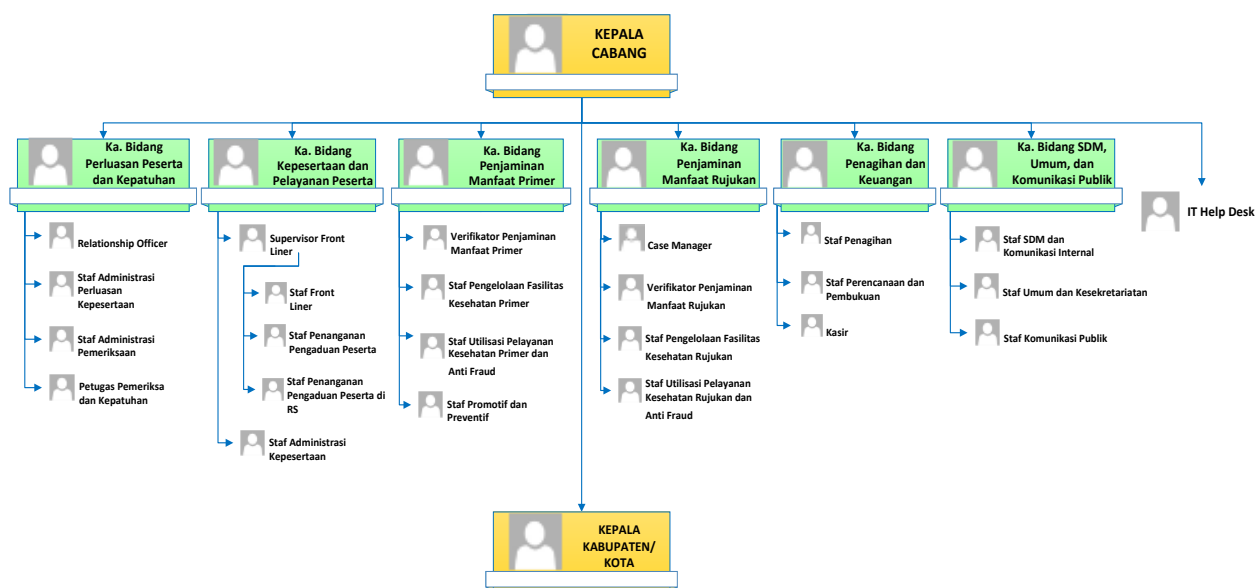 KEPALA
CABANG
Ka. Bidang
Perluasan Peserta
dan Kepatuhan
Ka. Bidang
Kepesertaan dan
Pelayanan Peserta
Ka. Bidang
Penjaminan
Manfaat Primer
Ka. Bidang
Penjaminan
Manfaat Rujukan
Ka. Bidang
Penagihan dan
Keuangan
Ka. Bidang SDM,
Umum, dan
Komunikasi Publik
IT Help Desk
Relationship Officer
Staf Administrasi
Perluasan
Kepesertaan
Staf Administrasi
Pemeriksaan
Petugas Pemeriksa
dan Kepatuhan
Supervisor Front
Liner
Staf Front
Liner
Staf Penanganan
Pengaduan Peserta
Staf Penanganan
Pengaduan Peserta di
RS
Staf Administrasi
Kepesertaan
Verifikator Penjaminan
Manfaat Primer
Staf Pengelolaan Fasilitas
Kesehatan Primer
Staf Utilisasi Pelayanan
Kesehatan Primer dan
Anti Fraud
Staf Promotif dan
Preventif
Case Manager
Verifikator Penjaminan
Manfaat Rujukan
Staf Pengelolaan Fasilitas
Kesehatan Rujukan
Staf Utilisasi Pelayanan
Kesehatan Rujukan dan
Anti Fraud
Staf Penagihan
Staf Perencanaan dan
Pembukuan
Kasir
Staf SDM dan
Komunikasi Internal
Staf Umum dan Kesekretariatan
Staf Komunikasi Publik
KEPALA
KABUPATEN/
KOTA